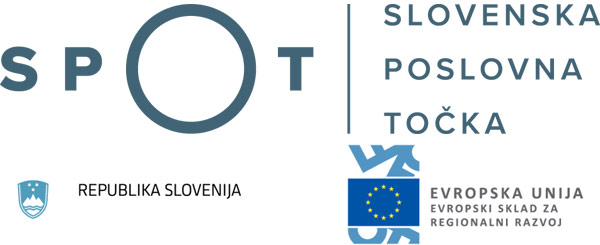 SPOT
SLOVENSKA
POSLOVNA
TOČKA
REPUBLIKA SLOVENIJA
EVROPSKA UNIJA
EVROPSKI SKLAD ZA
REGIONALNI RAZVOJ